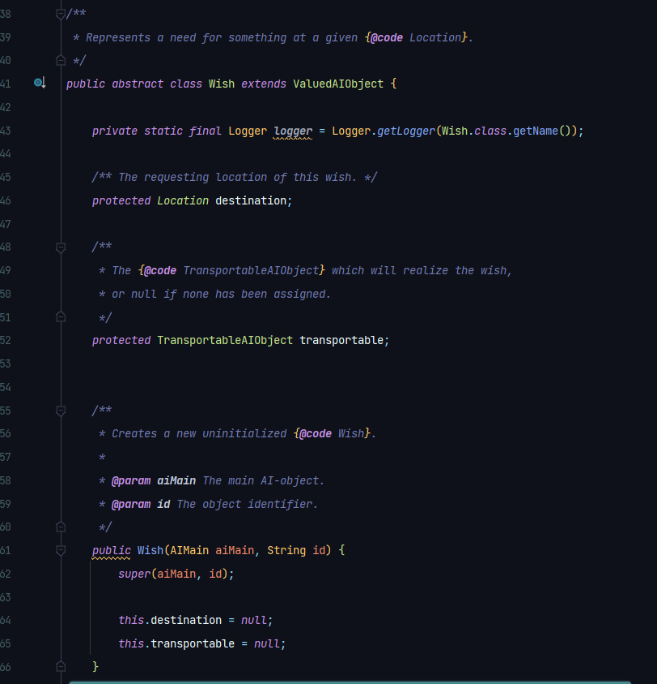 38 /**
39  * Represents a need for something at a given {@code Location}.
40  */
41 public abstract class Wish extends ValuedAIObject {
42
43     private static final Logger logger = Logger.getLogger(Wish.class.getName());
44
45     /** The requesting location of this wish. */
46     protected Location destination;
47
48     /**
49      * The {@code TransportableAIObject} which will realize the wish,
50      * or null if none has been assigned.
51      */
52     protected TransportableAIObject transportable;
53
54
55     /**
56      * Creates a new uninitialized {@code Wish}.
57      *
58      * @param aiMain The main AI-object.
59      * @param id The object identifier.
60      */
61     public Wish(AIMain aiMain, String id) {
62         super(aiMain, id);
63
64         this.destination = null;
65         this.transportable = null;
66     }